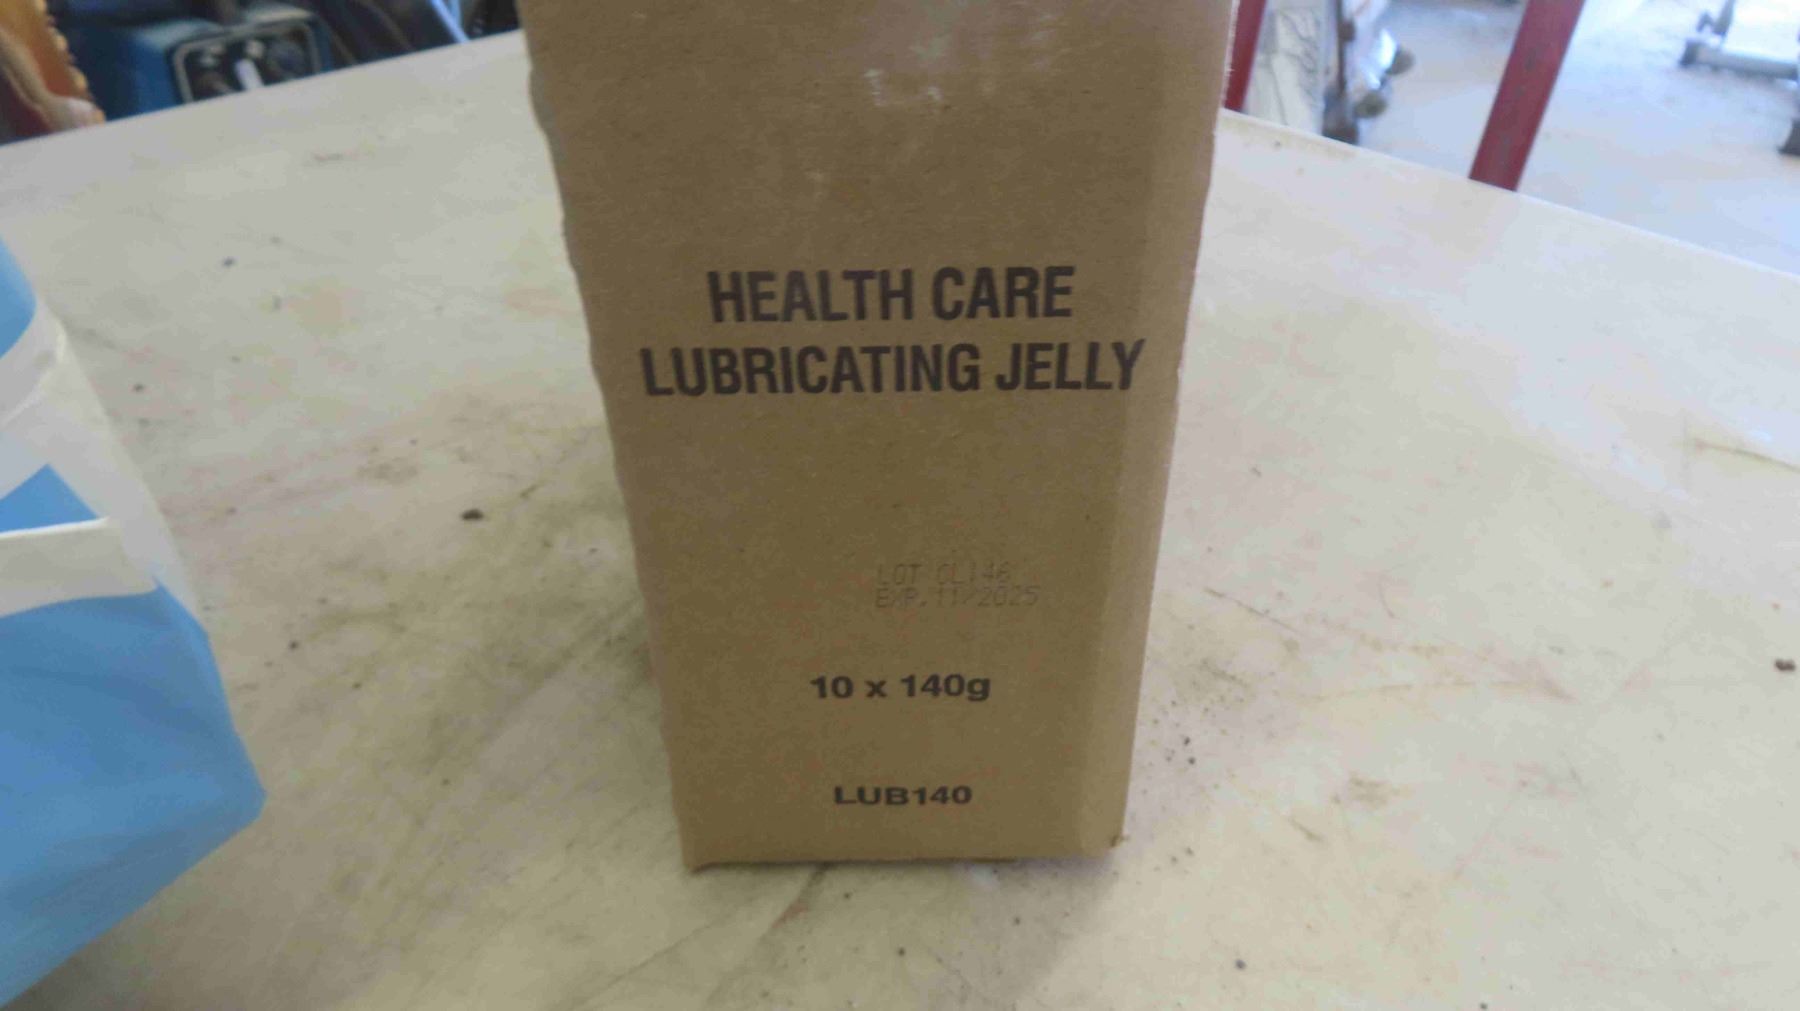 HEALTH CARE
LUBRICATING JELLY
LOT CL146
EXP. 11/2025
10 x 140g
LUB140